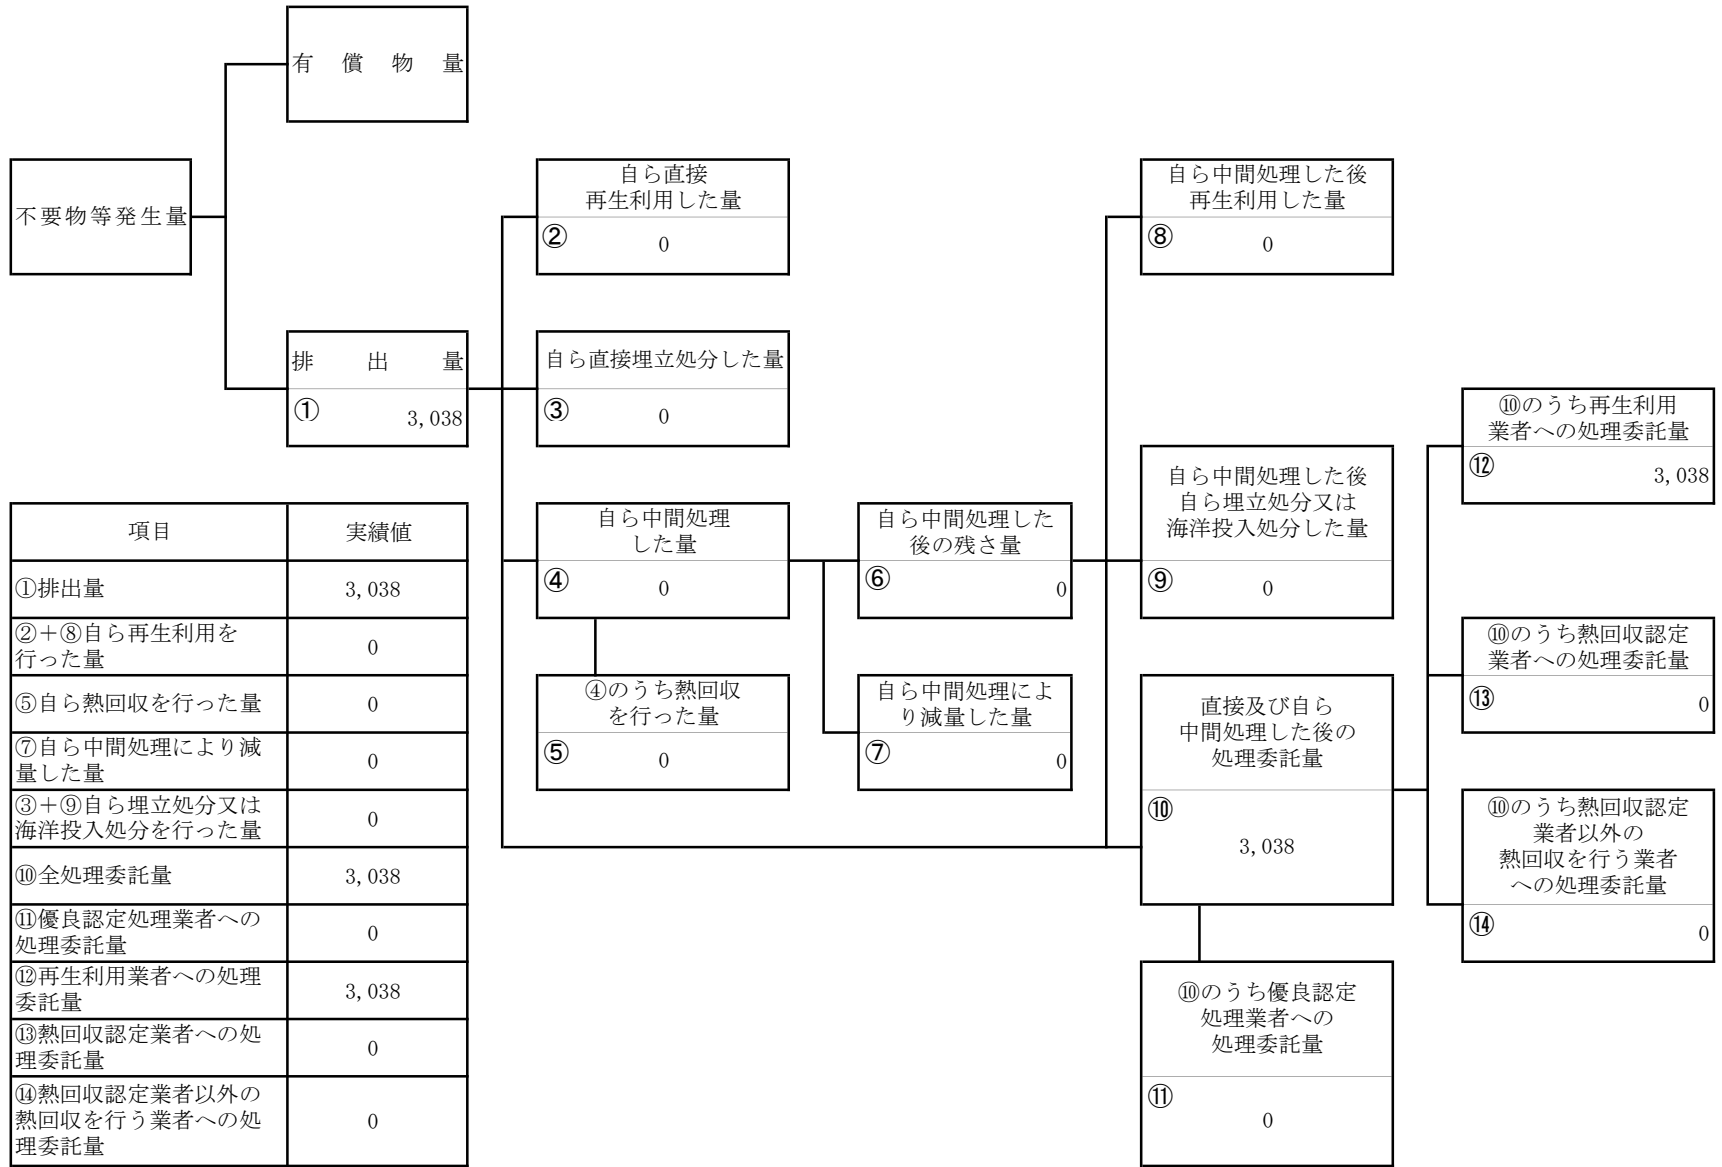 有償物量
不要物等発生量
排出量
①
3,038
自ら直接
再生利用した量
②
0
自ら直接埋立処分した量
③
0
自ら中間処理
した量
④
0
④のうち熱回収
を行った量
⑤
0
自ら中間処理した
後の残さ量
⑥
0
自ら中間処理によ
り減量した量
⑦
0
自ら中間処理した後
再生利用した量
⑧
0
自ら中間処理した後
自ら埋立処分又は
海洋投入処分した量
⑨
0
直接及び自ら
中間処理した後の
処理委託量
⑩
3,038
⑩のうち優良認定
処理業者への
処理委託量
⑪
0
⑩のうち再生利用
業者への処理委託量
⑫
3,038
⑩のうち熱回収認定
業者への処理委託量
⑬
0
⑩のうち熱回収認定
業者以外の
熱回収を行う業者
への処理委託量
⑭
0
項目 実績値
①排出量 3,038
②+⑧自ら再生利用を
行った量
0
⑤自ら熱回収を行った量 0
⑦自ら中間処理により減
量した量
0
③+⑨自ら埋立処分又は
海洋投入処分を行った量
0
⑩全処理委託量 3,038
⑪優良認定処理業者への
処理委託量
0
⑫再生利用業者への処理
委託量
3,038
⑬熱回収認定業者への処
理委託量
0
⑭熱回収認定業者以外の
熱回収を行う業者への処
理委託量
0